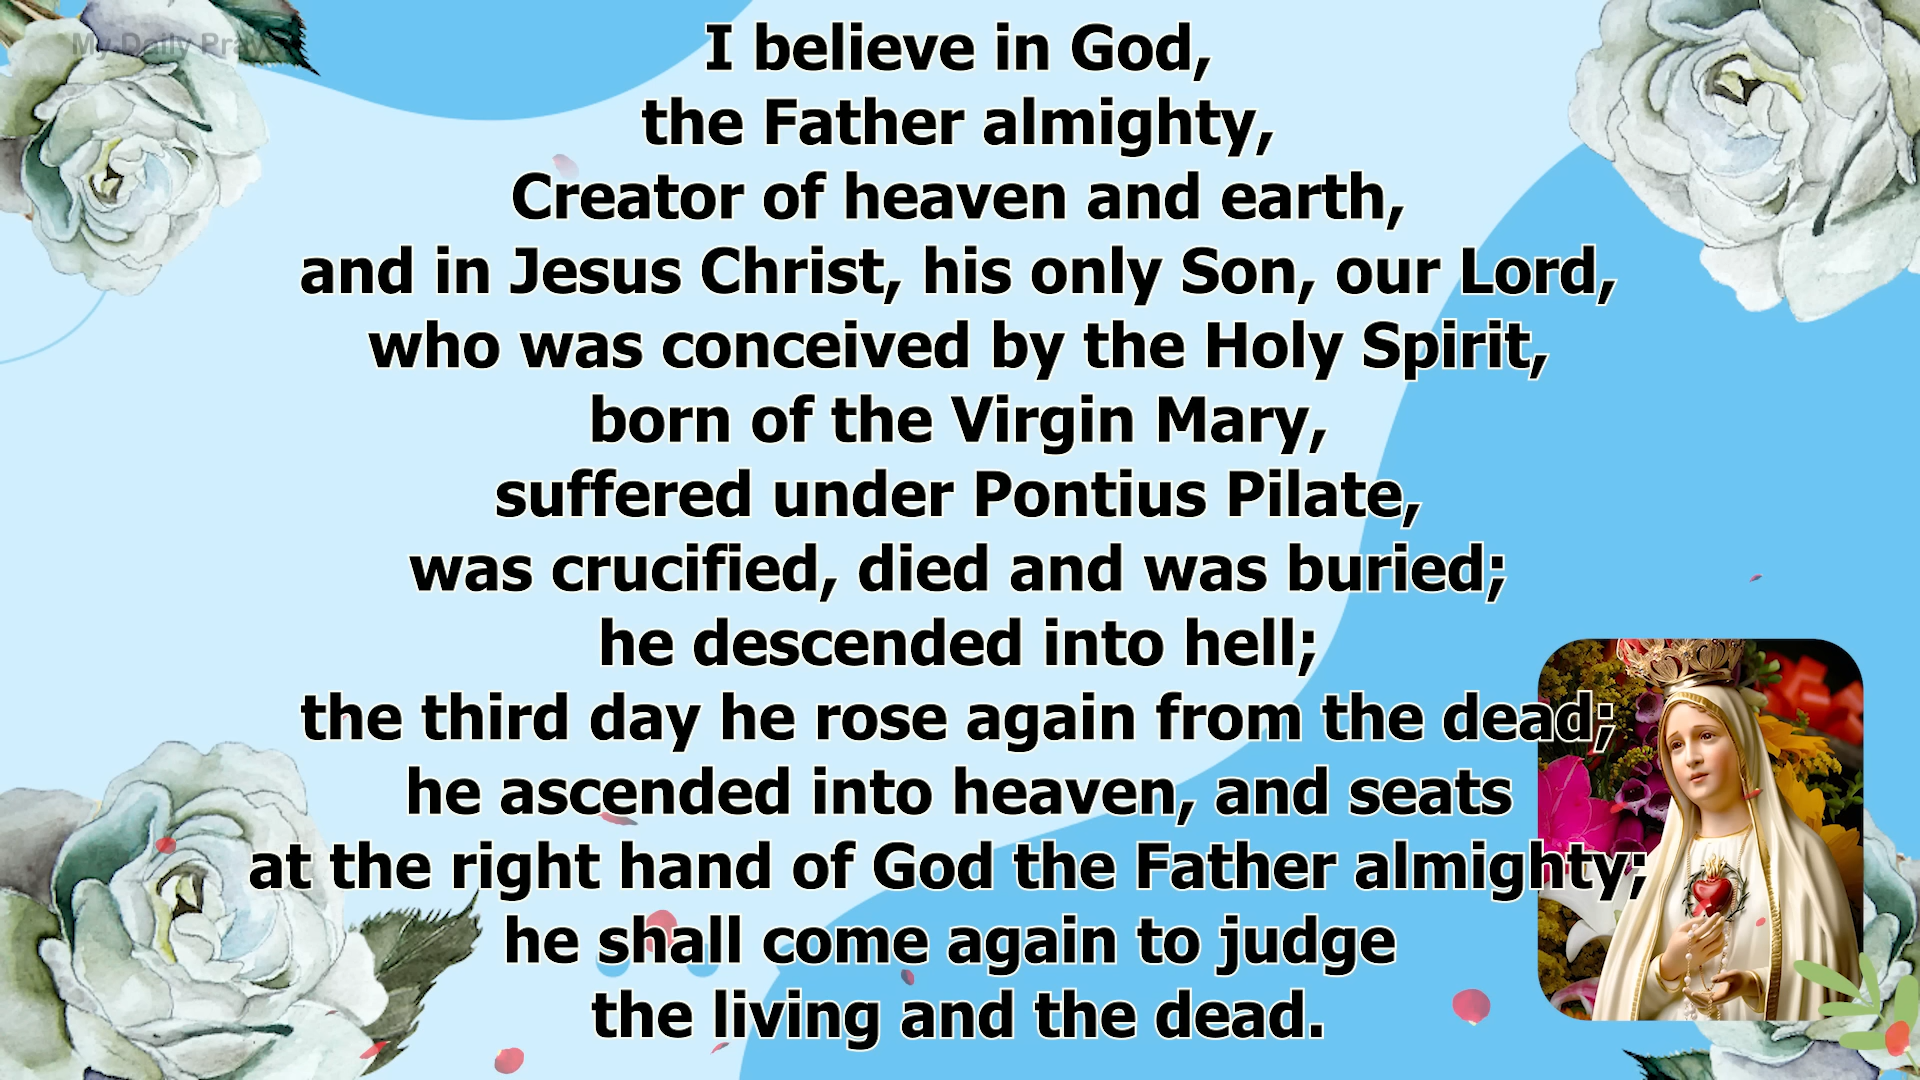 My Daily Prayer
I believe in God,
the Father almighty,
Creator of heaven and earth,
and in Jesus Christ, his only Son, our Lord,
who was conceived by the Holy Spirit,
born of the Virgin Mary,
suffered under Pontius Pilate,
was crucified, died and was buried;
he descended into hell;
the third day he rose again from the dead;
he ascended into heaven, and seats
at the right hand of God the Father almighty;
he shall come again to judge
the living and the dead.